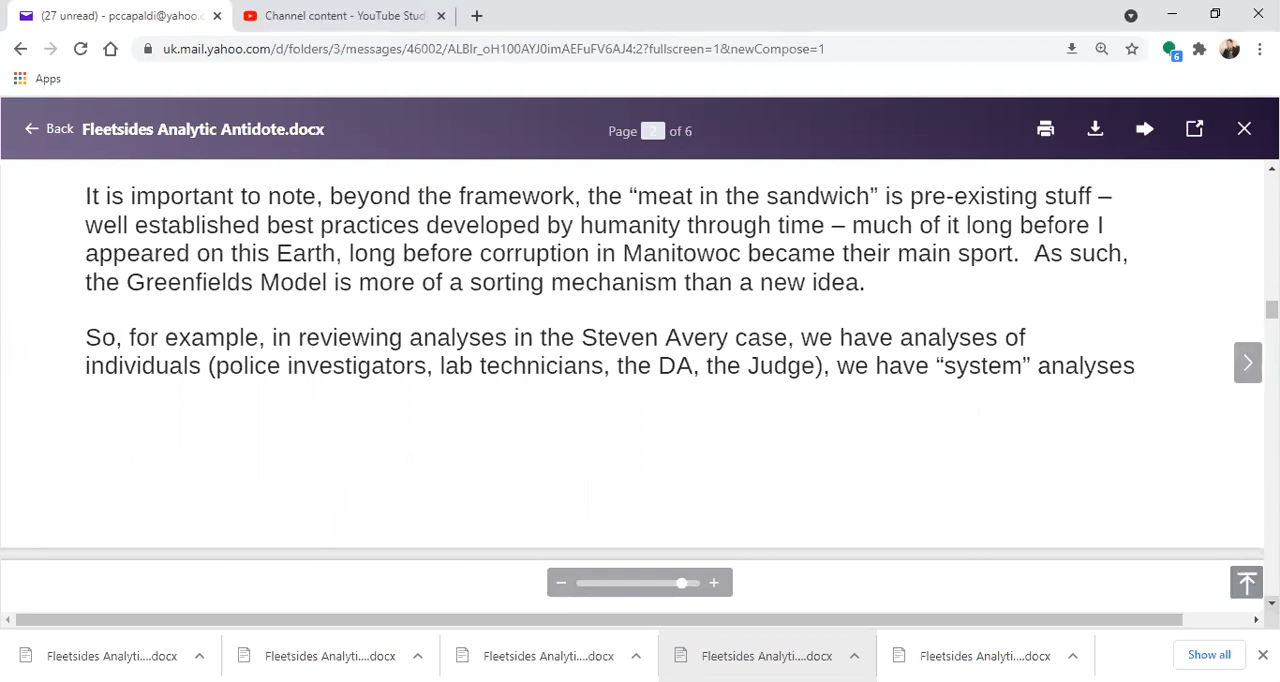 (27 unread) - pccapaldi@yahoo.c
Channel content - YouTube Stud
uk.mail.yahoo.com/d/folders/3/messages/46002/ALBlr_oH100AYJ0imAEFuFV6AJ4:2?fullscreen=1&newCompose=1
6
Apps
Back Fleetsides Analytic Antidote.docx
Page 2 of 6
It is important to note, beyond the framework, the “meat in the sandwich” is pre-existing stuff –
well established best practices developed by humanity through time – much of it long before I
appeared on this Earth, long before corruption in Manitowoc became their main sport.  As such,
the Greenfields Model is more of a sorting mechanism than a new idea.
So, for example, in reviewing analyses in the Steven Avery case, we have analyses of
individuals (police investigators, lab technicians, the DA, the Judge), we have “system” analyses
Fleetsides Analyti....docx
Fleetsides Analyti....docx
Fleetsides Analyti....docx
Fleetsides Analyti....docx
Fleetsides Analyti....docx
Show all